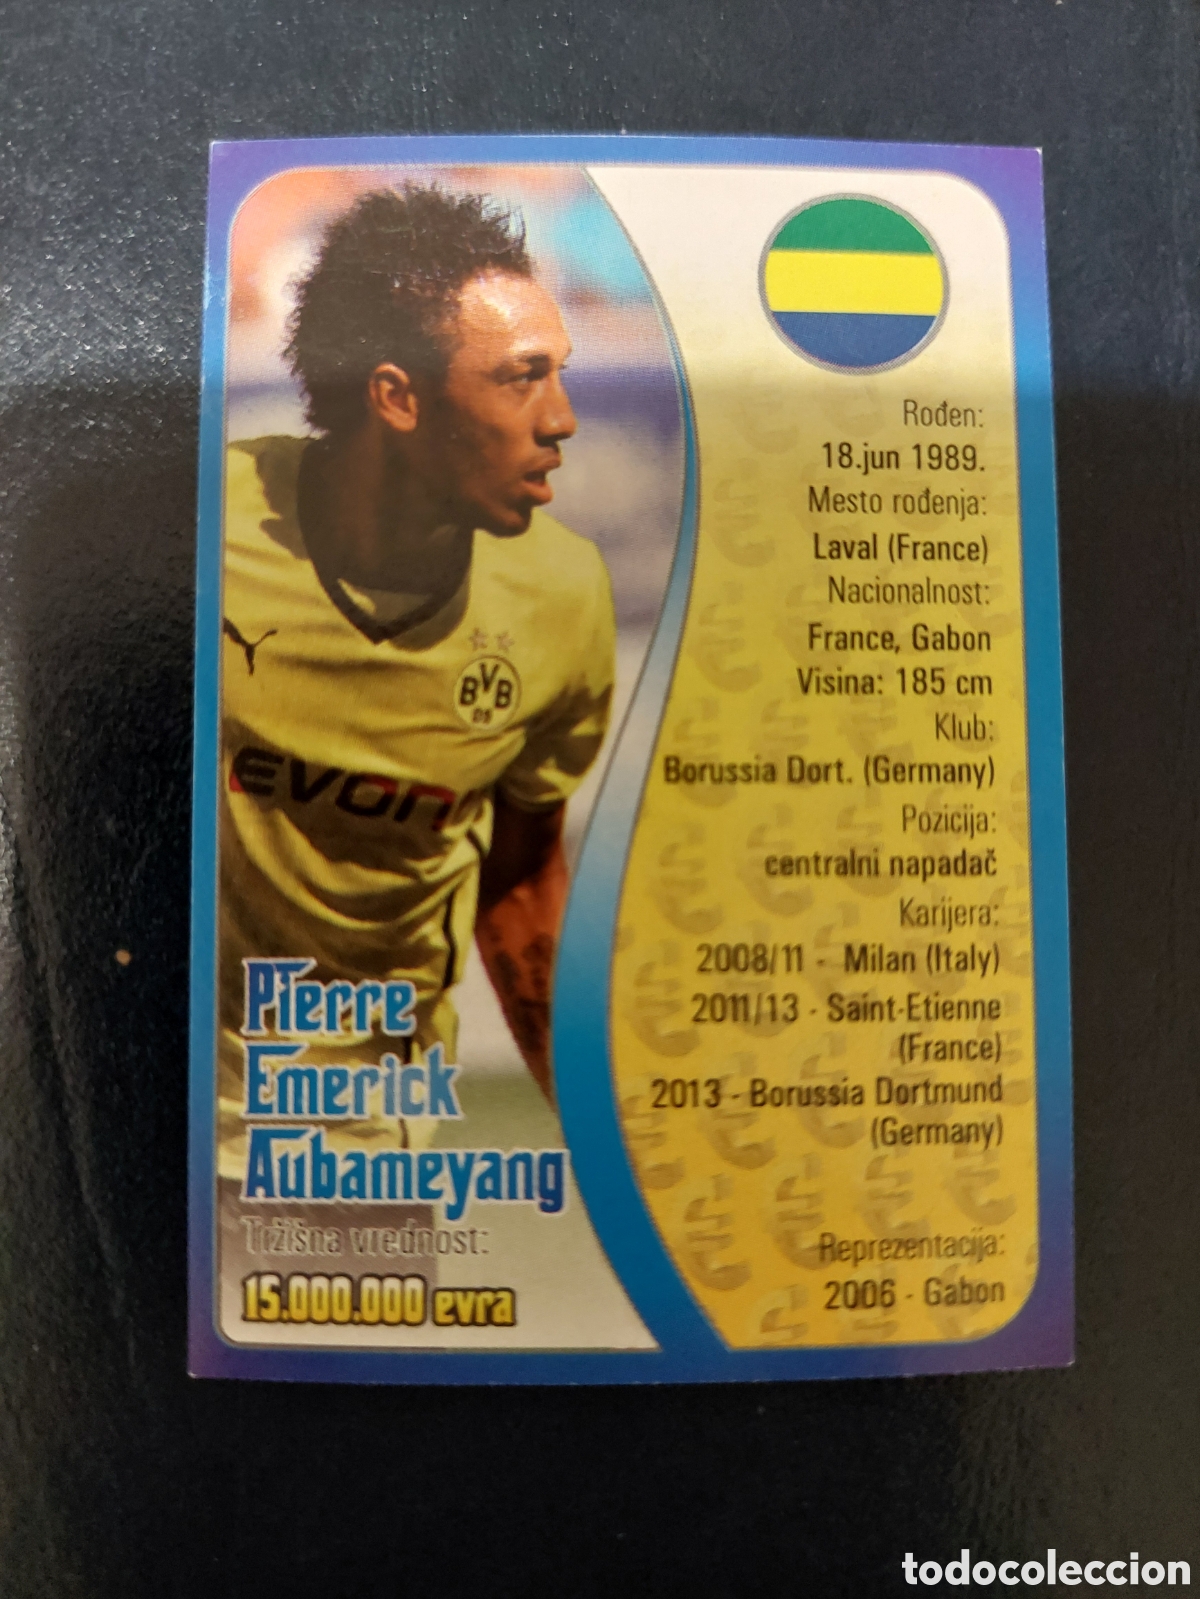 Rođen:
18.jun 1989.
Mesto rođenja:
Laval (France)
Nacionalnost:
France, Gabon
Visina: 185 cm
Klub:
Borussia Dort. (Germany)
Pozicija:
centralni napadač
Karijera:
2008/11 - Milan (Italy)
2011/13 - Saint-Etienne
(France)
2013 - Borussia Dortmund
(Germany)
Reprezentacija:
2006 - Gabon
BVB
09
EVON
Pierre
Emerick
Aubameyang
Tržišna vrednost:
15.000.000 evra
todocoleccion